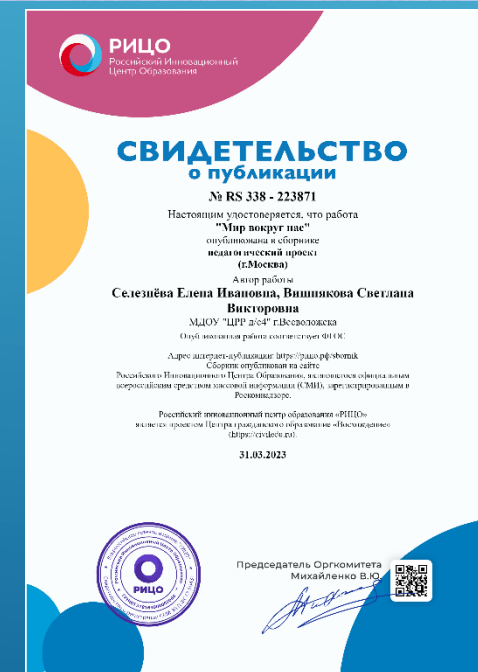 РИЦО
Российский Инновационный
Центр Образования
СВИДЕТЕЛЬСТВО
о публикации
№ RS 338 - 223871
Настоящим удостоверяется, что работа
"Мир вокруг нас"
опубликована в сборнике
педагогический проект
(г.Москва)
Автор работы
Селезнёва Елена Ивановна, Вишнякова Светлана
Викторовна
МДОУ "ЦРР д/с4" г.Всеволожска
Опубликованная работа соответствует ФГОС
Адрес интернет-публикации: https://рицо.рф/sbornik
Сборник опубликован на сайте
Российского Инновационного Центра Образования, являющегося официальным
всероссийским средством массовой информации (СМИ), зарегистрированным в
Роскомнадзоре.
Российский инновационный центр образования «РИЦО»
является проектом Центра гражданского образование «Восхождение»
(https://civiledu.ru).
31.03.2023
РИЦО
Председатель Оргкомитета
Михайленко В.Ю.